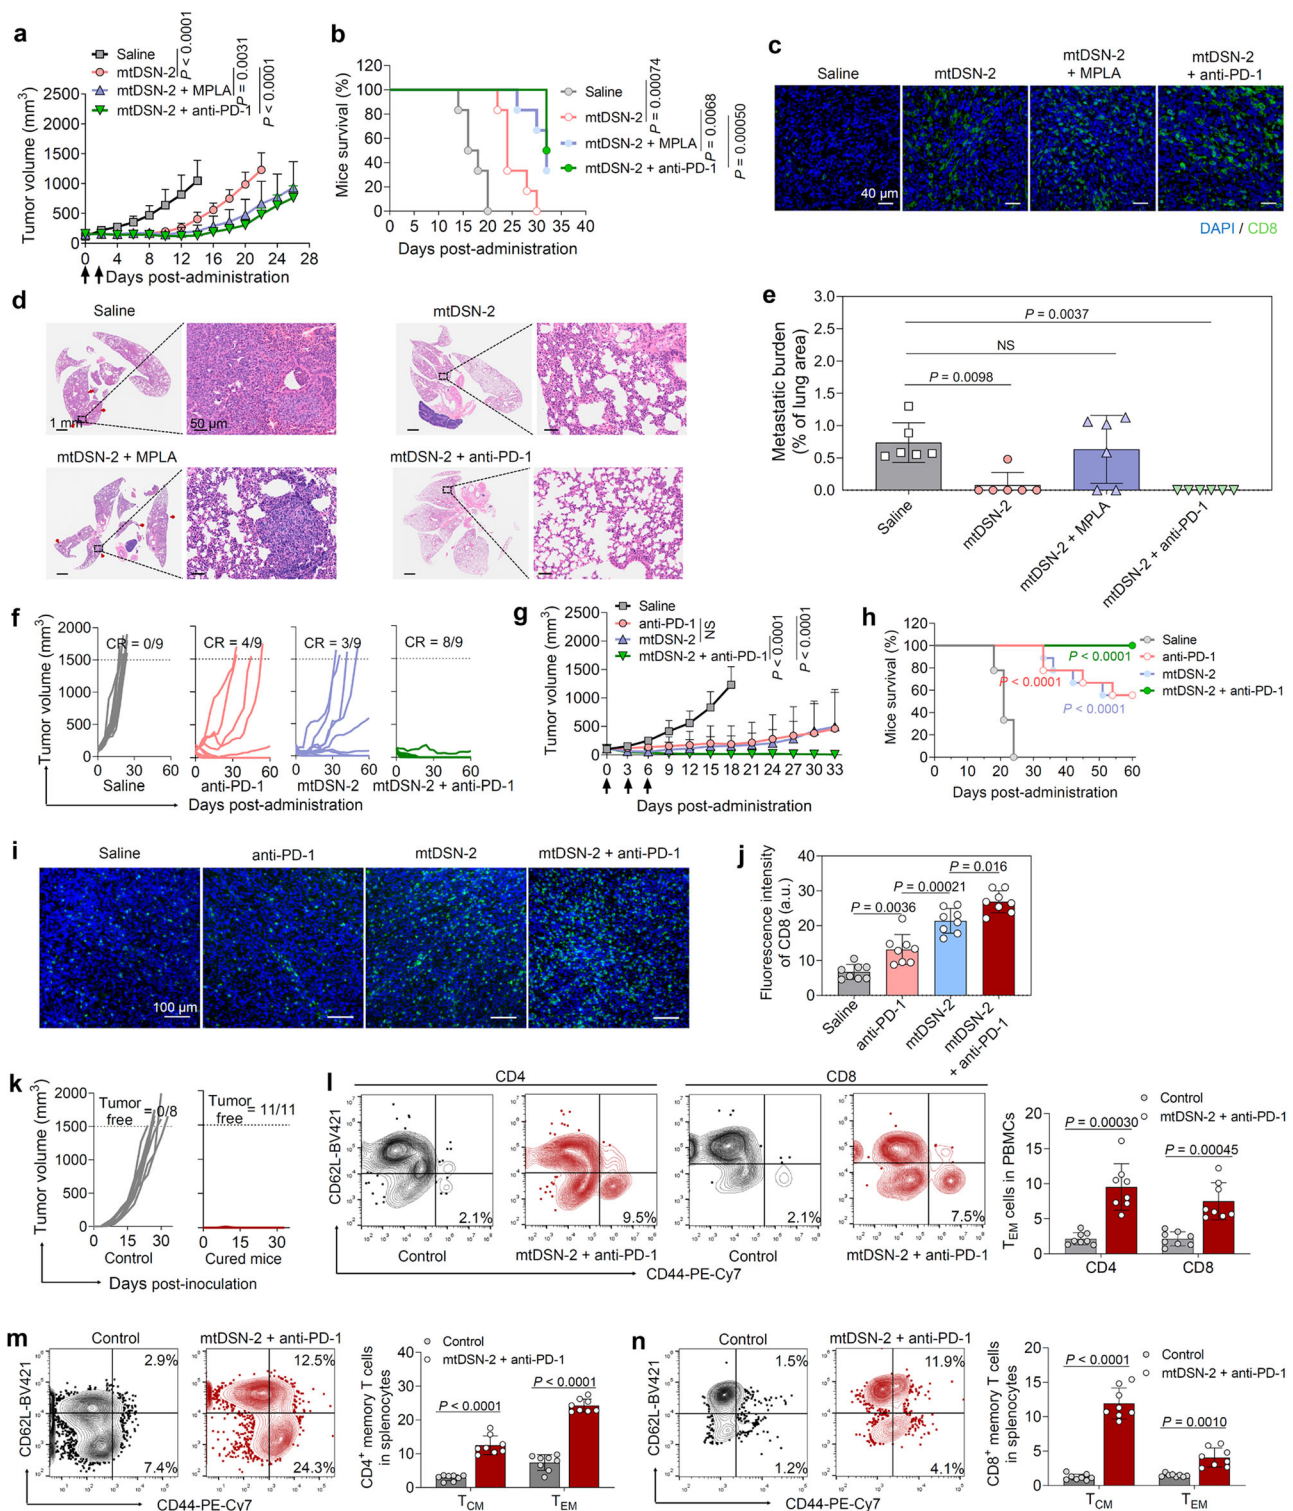 a
Saline
mtDSN-2
mtDSN-2 + MPLA
mtDSN-2 + anti-PD-1
P < 0.0001
P = 0.0031
P < 0.0001
Tumor volume (mm3)
2500
2000
1500
1000
500
0
0 4 8 12 16 20 24 28
Days post-administration
b
Mice survival (%)
120
100
80
60
40
20
0
0 5 10 15 20 25 30 35 40
Days post-administration
Saline
mtDSN-2
mtDSN-2 + MPLA
mtDSN-2 + anti-PD-1
P = 0.00074
P = 0.0068
P = 0.00050
c
Saline
mtDSN-2
mtDSN-2
+ MPLA
mtDSN-2
+ anti-PD-1
40 µm
DAPI / CD8
d
Saline
mtDSN-2
1 mm
50 µm
mtDSN-2 + MPLA
mtDSN-2 + anti-PD-1
e
Metastatic burden
(% of lung area)
3.0
2.5
2.0
1.5
1.0
0.5
0.0
P = 0.0037
NS
P = 0.0098
Saline
mtDSN-2
mtDSN-2 + MPLA
mtDSN-2 + anti-PD-1
f
Tumor volume (mm3)
2000
1500
1000
500
0
CR = 0/9
CR = 4/9
CR = 3/9
CR = 8/9
0 30 60
0 30 60
0 30 60
0 30 60
Saline
anti-PD-1
mtDSN-2
mtDSN-2 + anti-PD-1
Days post-administration
g
Tumor volume (mm3)
2500
2000
1500
1000
500
0
Saline
anti-PD-1
mtDSN-2
mtDSN-2 + anti-PD-1
NS
P < 0.0001
P < 0.0001
0 3 6 9 12 15 18 21 24 27 30 33
Days post-administration
h
Mice survival (%)
120
100
80
60
40
20
0
P < 0.0001
P < 0.0001
P < 0.0001
Saline
anti-PD-1
mtDSN-2
mtDSN-2 + anti-PD-1
0 10 20 30 40 50 60
Days post-administration
i
Saline
anti-PD-1
mtDSN-2
mtDSN-2 + anti-PD-1
100 µm
j
Fluorescence intensity
of CD8 (a.u.)
40
30
20
10
0
P = 0.016
P = 0.00021
P = 0.0036
Saline
anti-PD-1
mtDSN-2
mtDSN-2
+ anti-PD-1
k
Tumor volume (mm3)
2000
1500
1000
500
0
Tumor
free = 0/8
Tumor
free = 11/11
0 15 30
0 15 30
Control
Cured mice
Days post-inoculation
l
CD4
CD8
CD62L-BV421
2.1%
9.5%
2.1%
7.5%
Control
mtDSN-2 + anti-PD-1
Control
mtDSN-2 + anti-PD-1
CD44-PE-Cy7
TEM cells in PBMCs
20
15
10
5
0
Control
mtDSN-2 + anti-PD-1
P = 0.00030
P = 0.00045
CD4
CD8
m
Control
mtDSN-2 + anti-PD-1
CD62L-BV421
2.9%
12.5%
7.4%
24.3%
CD44-PE-Cy7
CD4+ memory T cells
in splenocytes
40
30
20
10
0
Control
mtDSN-2 + anti-PD-1
P < 0.0001
P < 0.0001
TCM
TEM
n
Control
mtDSN-2 + anti-PD-1
CD62L-BV421
1.5%
11.9%
1.2%
4.1%
CD44-PE-Cy7
CD8+ memory T cells
in splenocytes
20
15
10
5
0
Control
mtDSN-2 + anti-PD-1
P < 0.0001
P = 0.0010
TCM
TEM